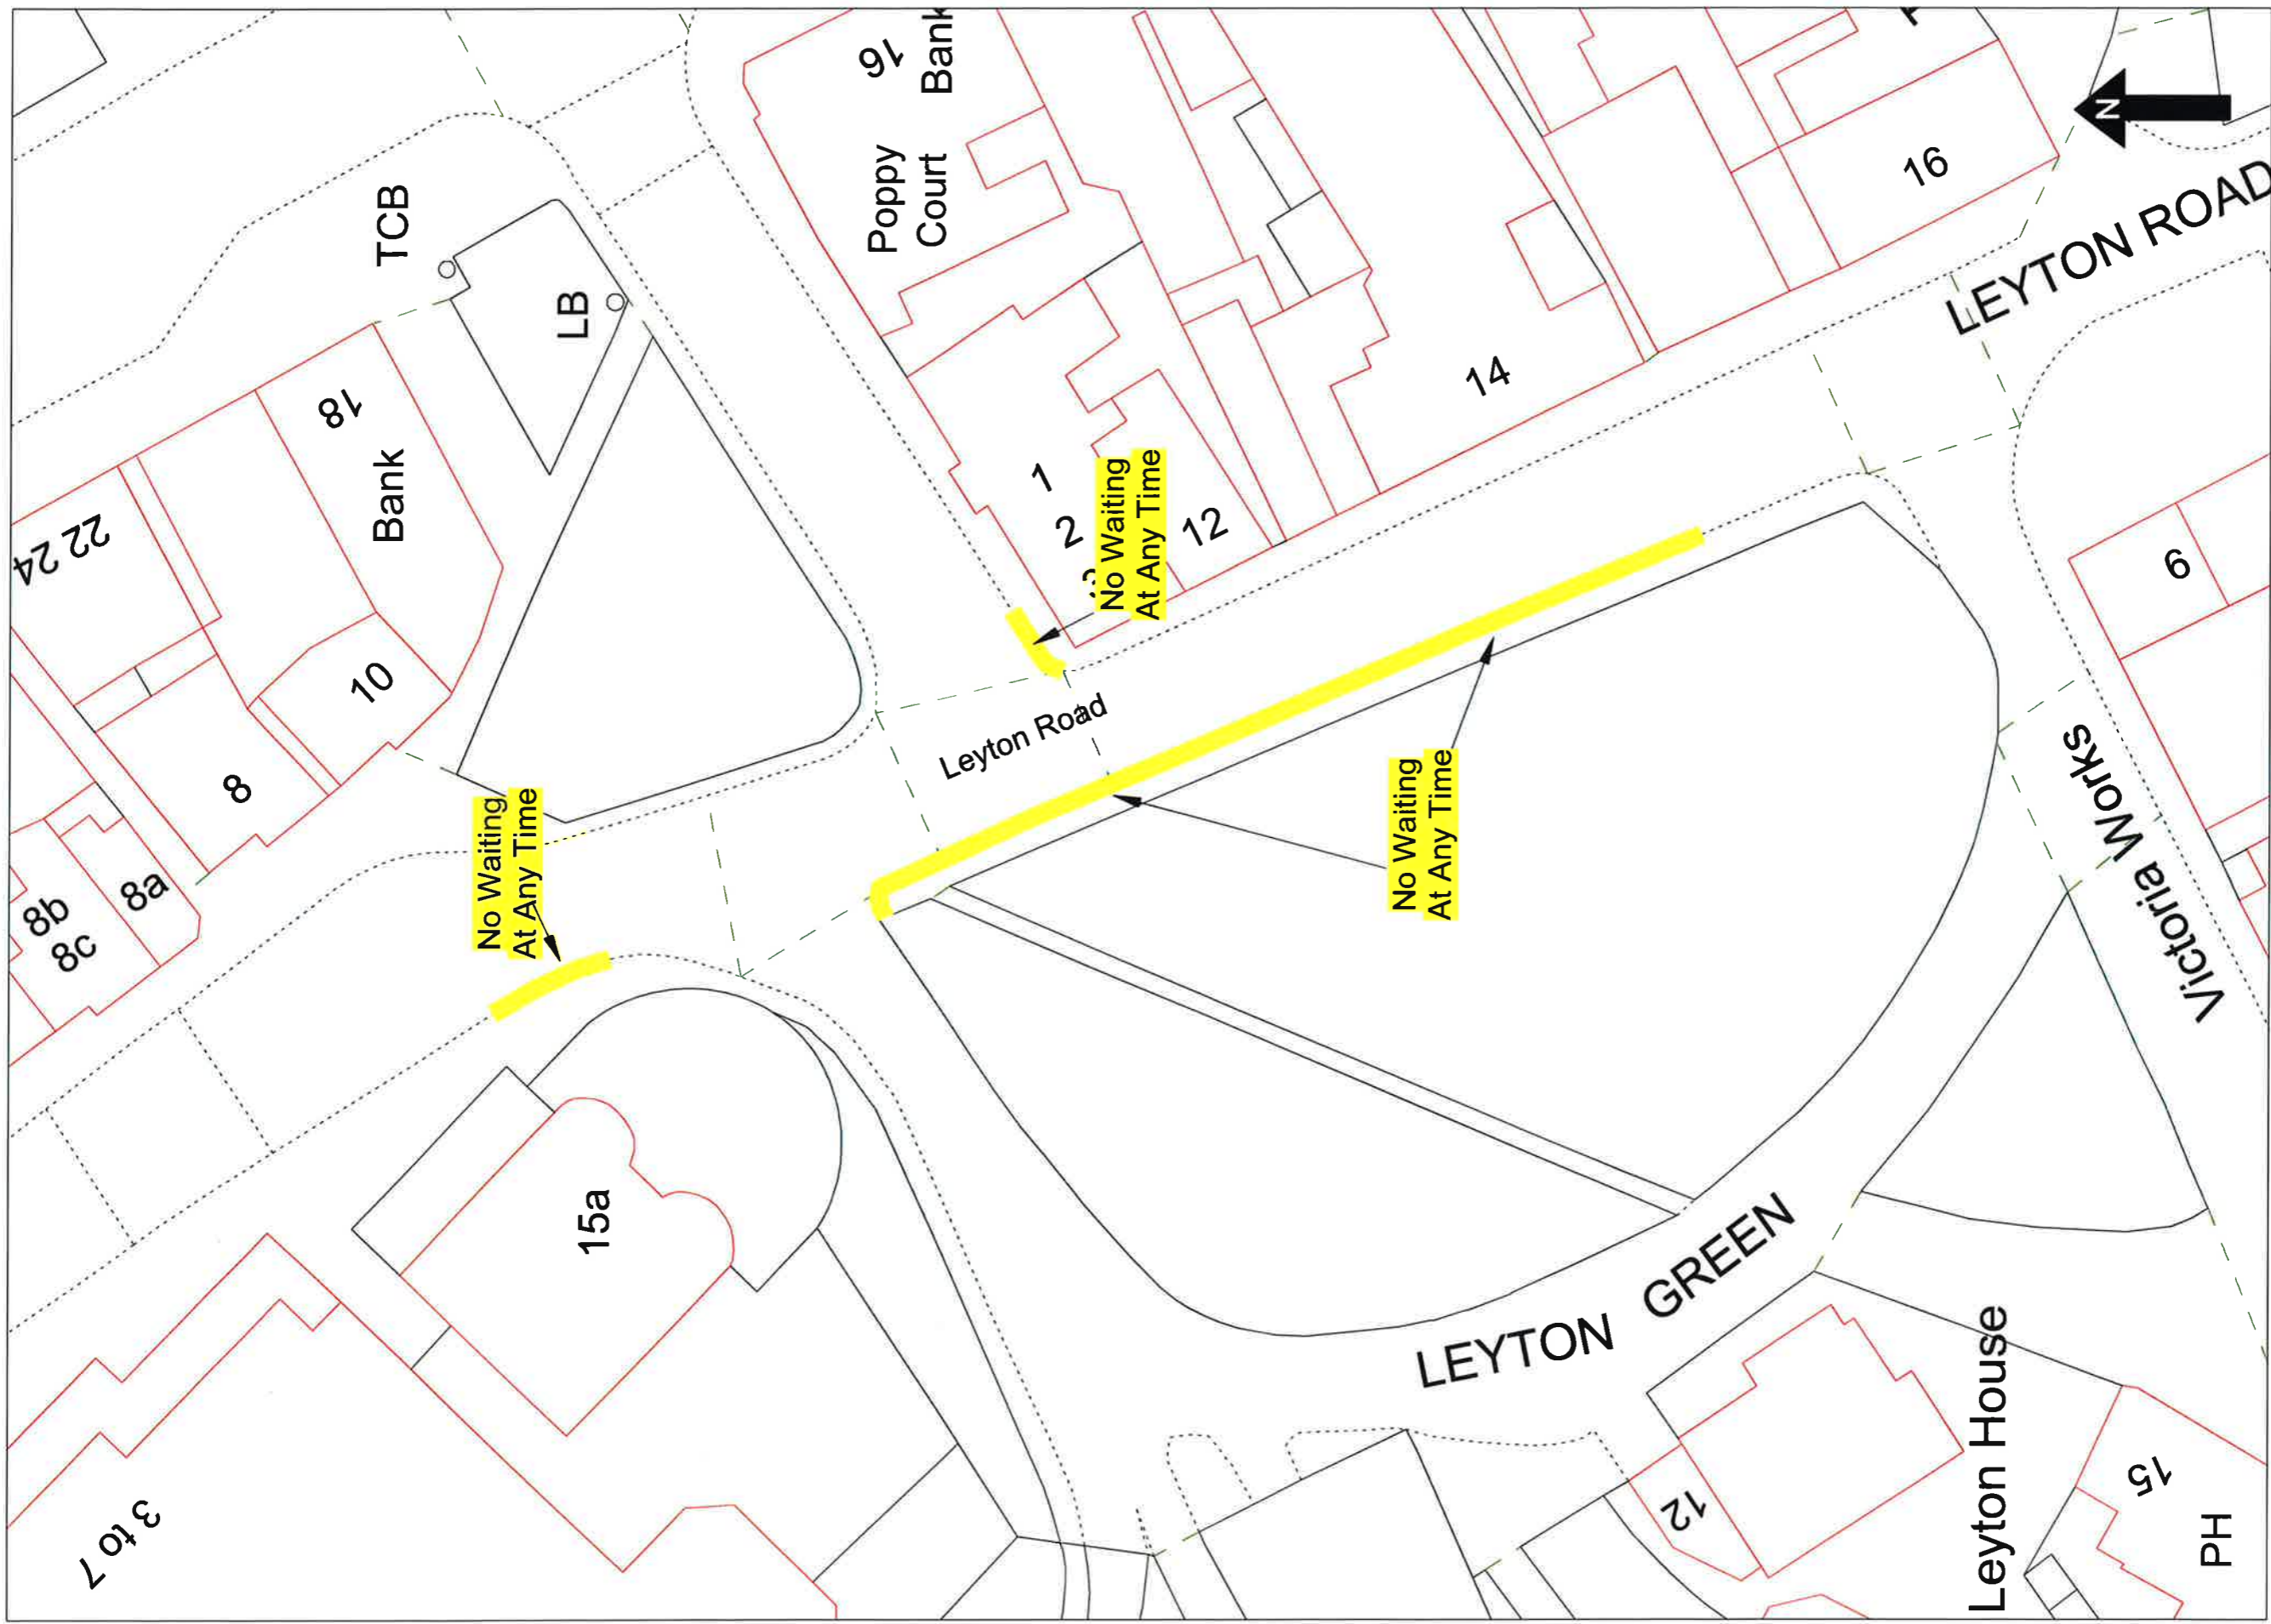 16
Bank
Poppy
Court
TCB
LB
N
16
LEYTON ROAD
18
Bank
22 24
14
1
2
3
12
No Waiting
At Any Time
6
10
8
Leyton Road
8a
8b
8c
No Waiting
At Any Time
No Waiting
At Any Time
Victoria Works
15a
LEYTON GREEN
Leyton House
3 to 7
12
15
PH